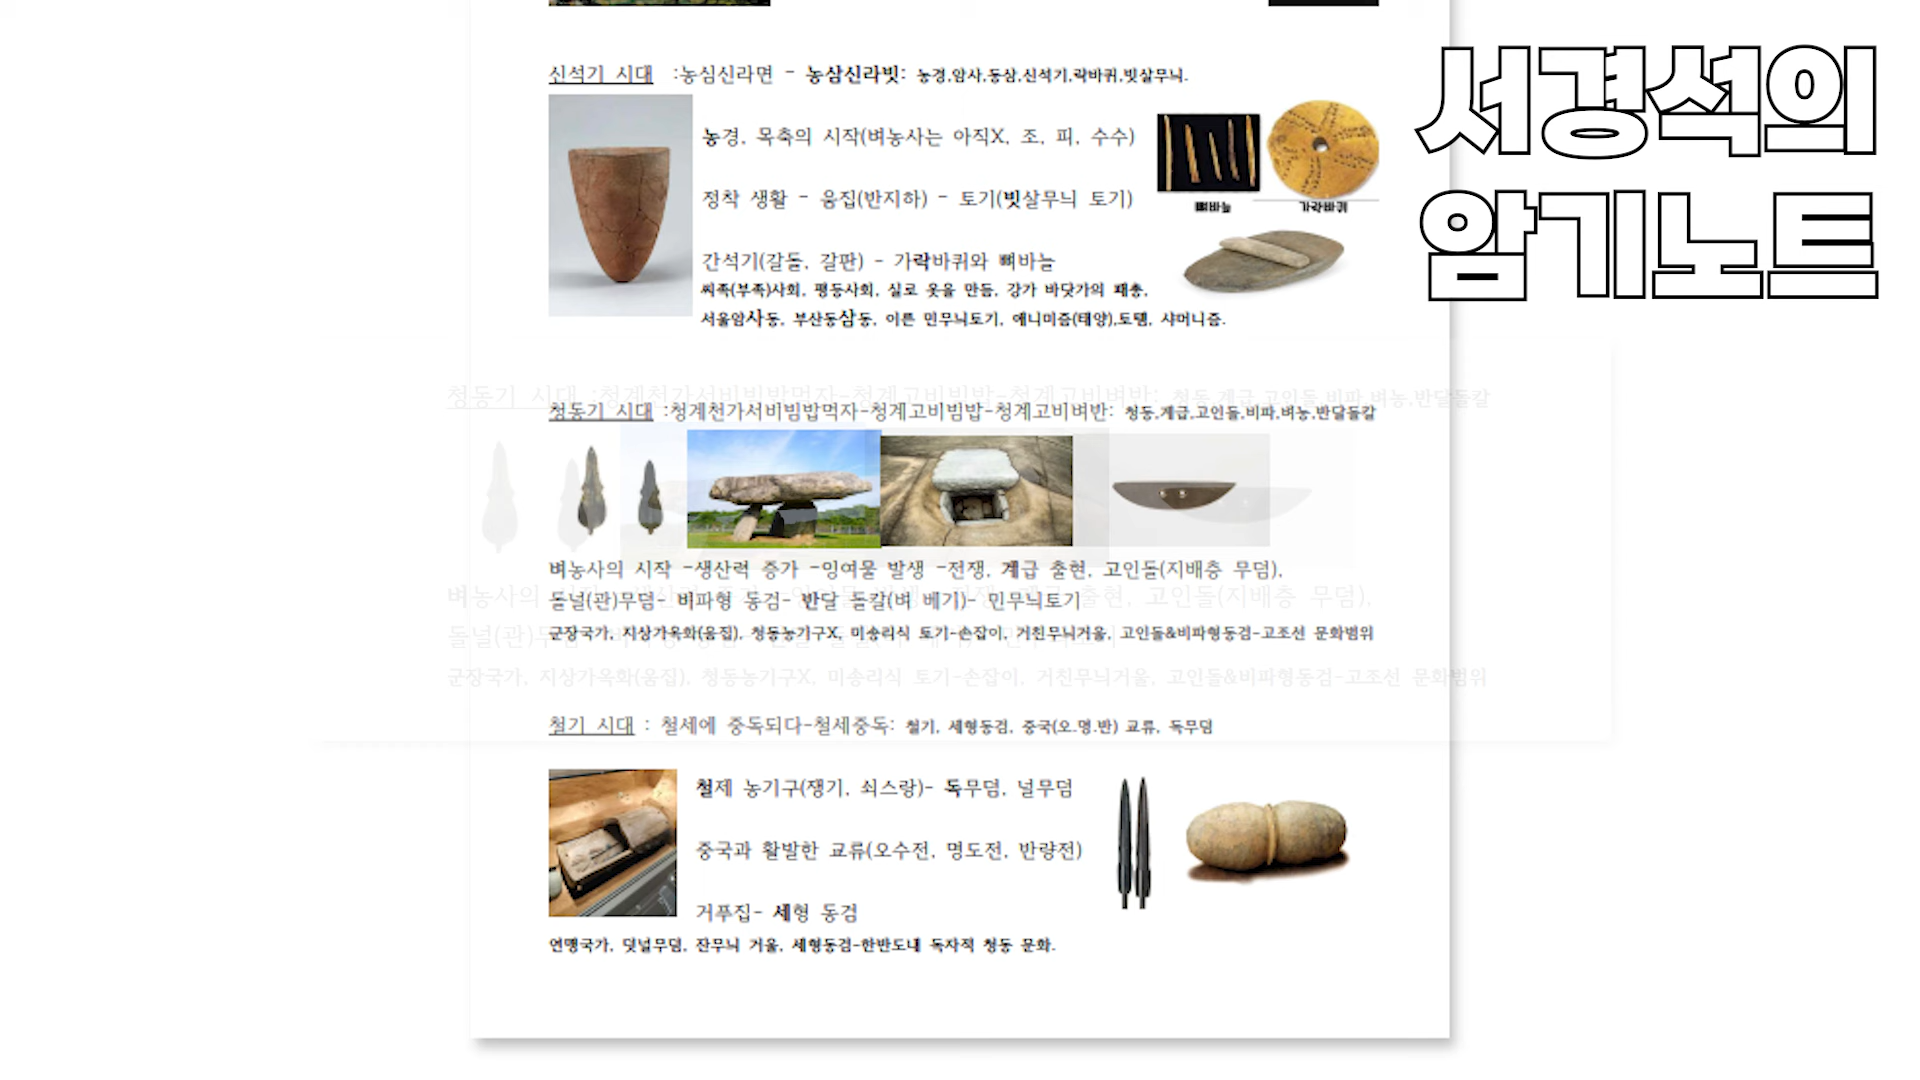 서경석의
암기노트
신석기 시대 :농심신라면 - 농삼신라빗: 농경,암사,동삼,신석기,락바퀴,빗살무늬.
농경, 목축의 시작(벼농사는 아직X, 조, 피, 수수)
정착 생활 - 움집(반지하) - 토기(빗살무늬 토기)
뼈바늘 가락바퀴
간석기(갈돌, 갈판) - 가락바퀴와 뼈바늘
씨족(부족)사회, 평등사회, 실로 옷을 만듬, 강가 바닷가의 패총,
서울암사동, 부산동삼동, 이른 민무늬토기, 애니미즘(태양),토템, 샤머니즘.
청동기 시대 :청계천가서비빔밥먹자-청계고비빔밥-청계고비벼반: 청동,계급,고인돌,비파,벼농,반달돌칼
벼농사의 시작 -생산력 증가 -잉여물 발생 -전쟁, 계급 출현, 고인돌(지배층 무덤),
돌널(관)무덤- 비파형 동검- 반달 돌칼(벼 베기)- 민무늬토기
군장국가, 지상가옥화(움집), 청동농기구X, 미송리식 토기-손잡이, 거친무늬거울, 고인돌&비파형동검-고조선 문화범위
철기 시대 : 철세에 중독되다-철세중독: 철기, 세형동검, 중국(오.명.반) 교류, 독무덤
철제 농기구(쟁기, 쇠스랑)- 독무덤, 널무덤
중국과 활발한 교류(오수전, 명도전, 반량전)
거푸집- 세형 동검
연맹국가, 덧널무덤, 잔무늬 거울, 세형동검-한반도내 독자적 청동 문화.